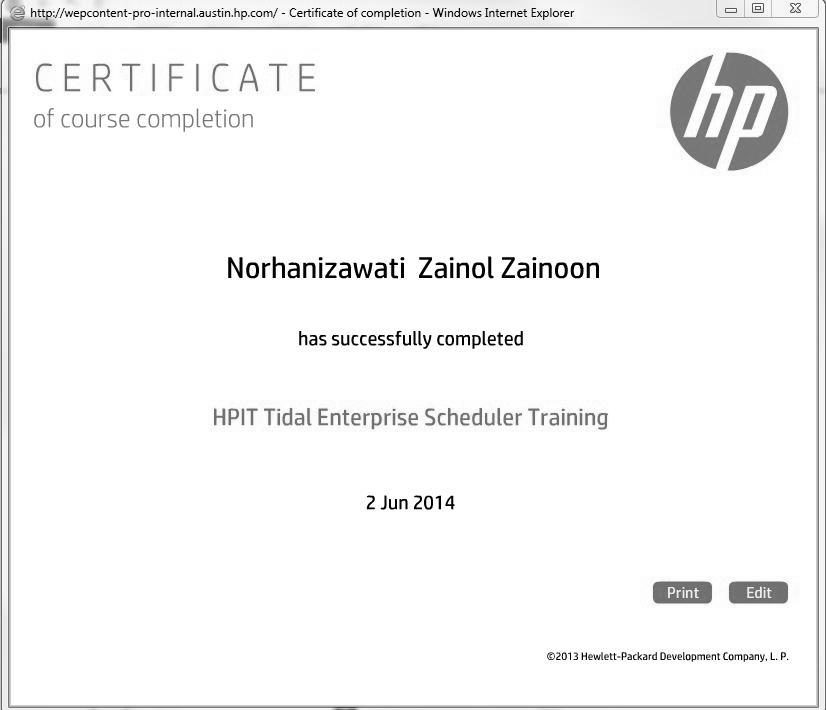 http://wepcontent-pro-internal.austin.hp.com/ - Certificate of completion - Windows Internet Explorer
CERTIFICATE
of course completion
hp
Norhanizawati Zainol Zainoon
has successfully completed
HPIT Tidal Enterprise Scheduler Training
2 Jun 2014
Print Edit
©2013 Hewlett-Packard Development Company, L. P.